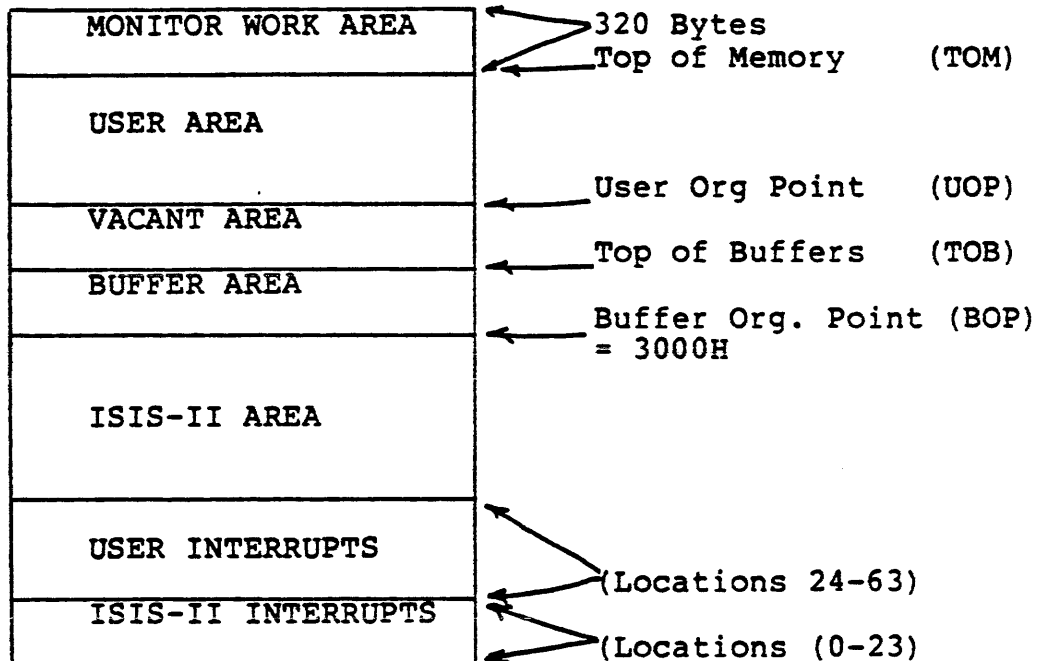 MONITOR WORK AREA
320 Bytes
Top of Memory (TOM)
USER AREA
User Org Point (UOP)
VACANT AREA
Top of Buffers (TOB)
BUFFER AREA
Buffer Org. Point (BOP)
= 3000H
ISIS-II AREA
USER INTERRUPTS
(Locations 24-63)
ISIS-II INTERRUPTS
(Locations (0-23)